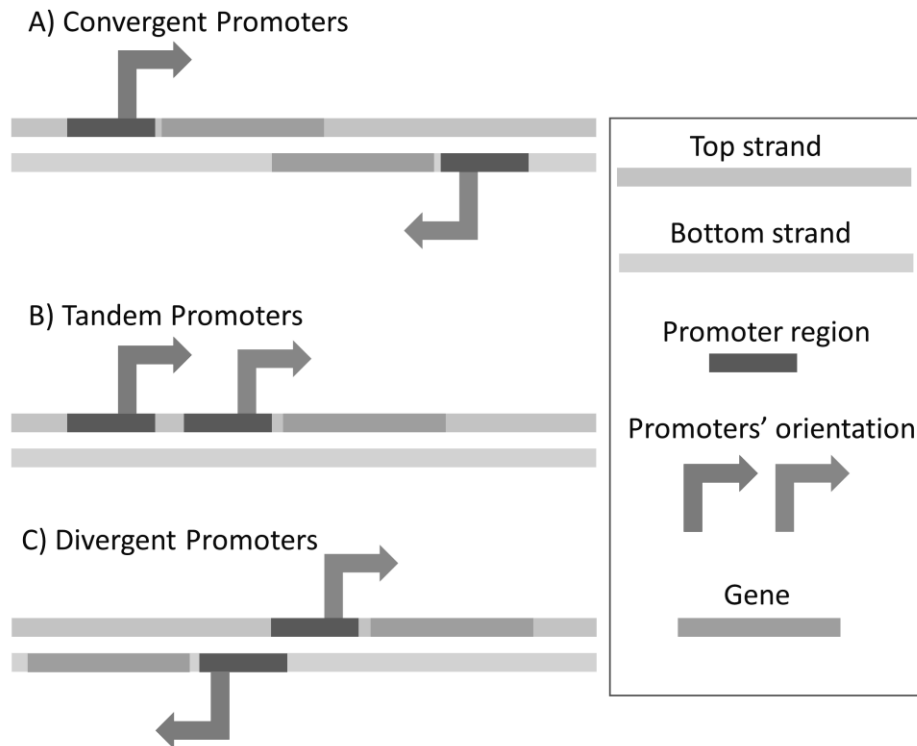 A) Convergent Promoters
B) Tandem Promoters
C) Divergent Promoters
Top strand
Bottom strand
Promoter region
Promoters’ orientation
Gene